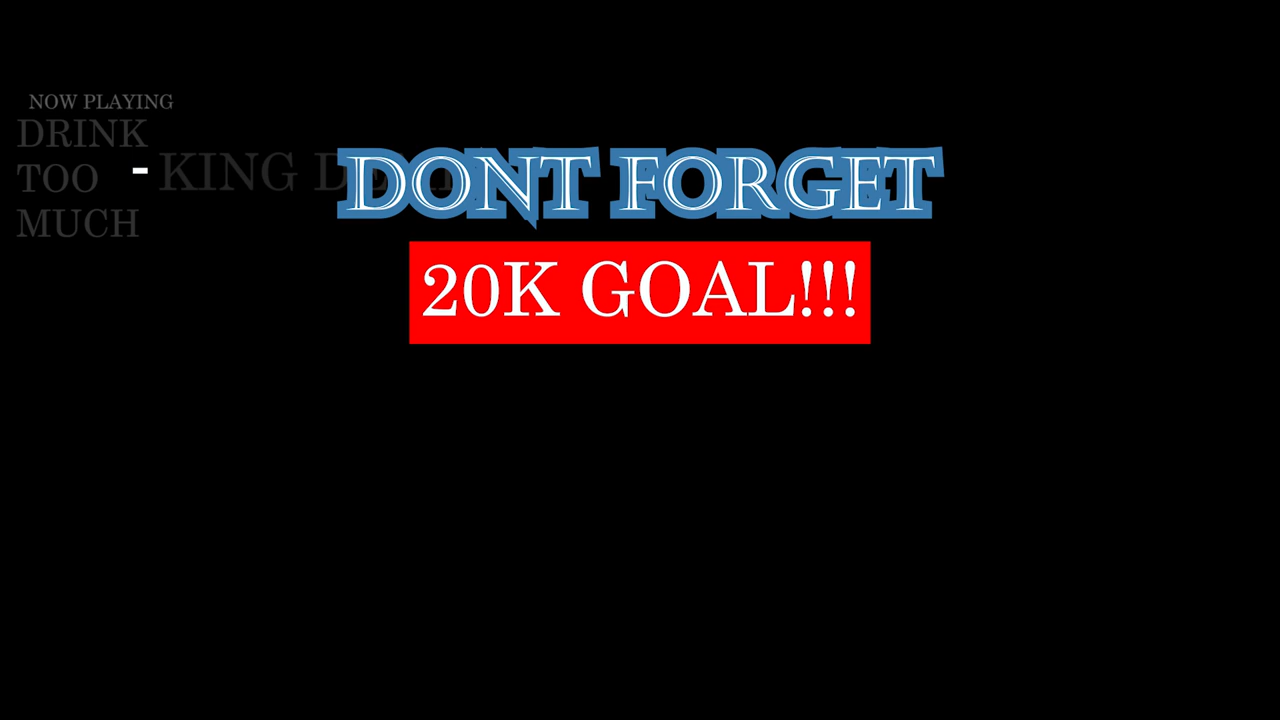 NOW PLAYING
DRINK
TOO
MUCH
- KING
DONT FORGET
20K GOAL!!!